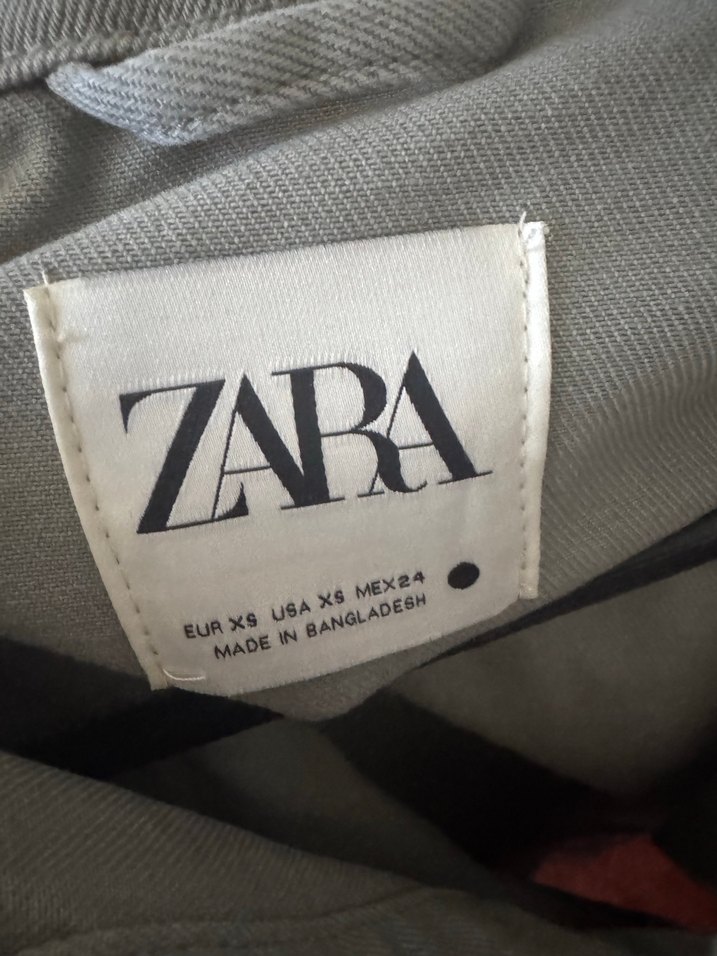 ZARA
EUR XS USA XS MEX24
MADE IN BANGLADESH